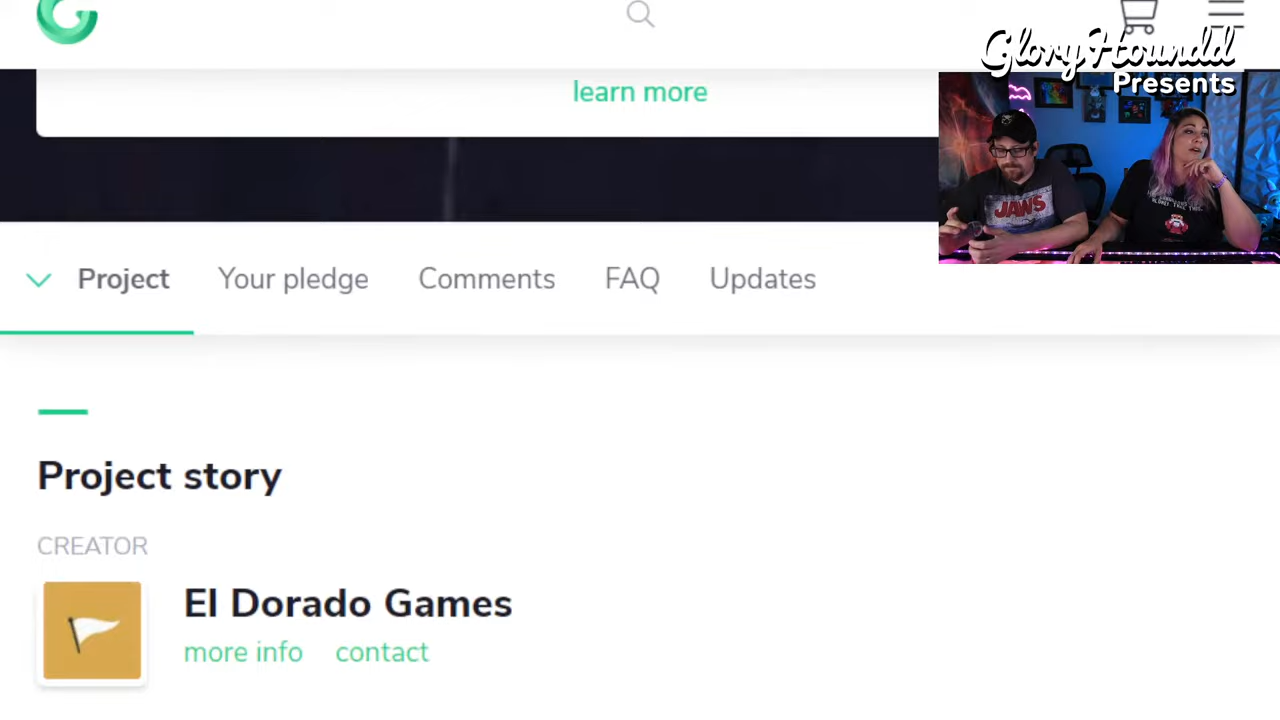 GloryHoundd
Presents
learn more
JAWS
Project
Your pledge
Comments
FAQ
Updates
Project story
CREATOR
El Dorado Games
more info
contact